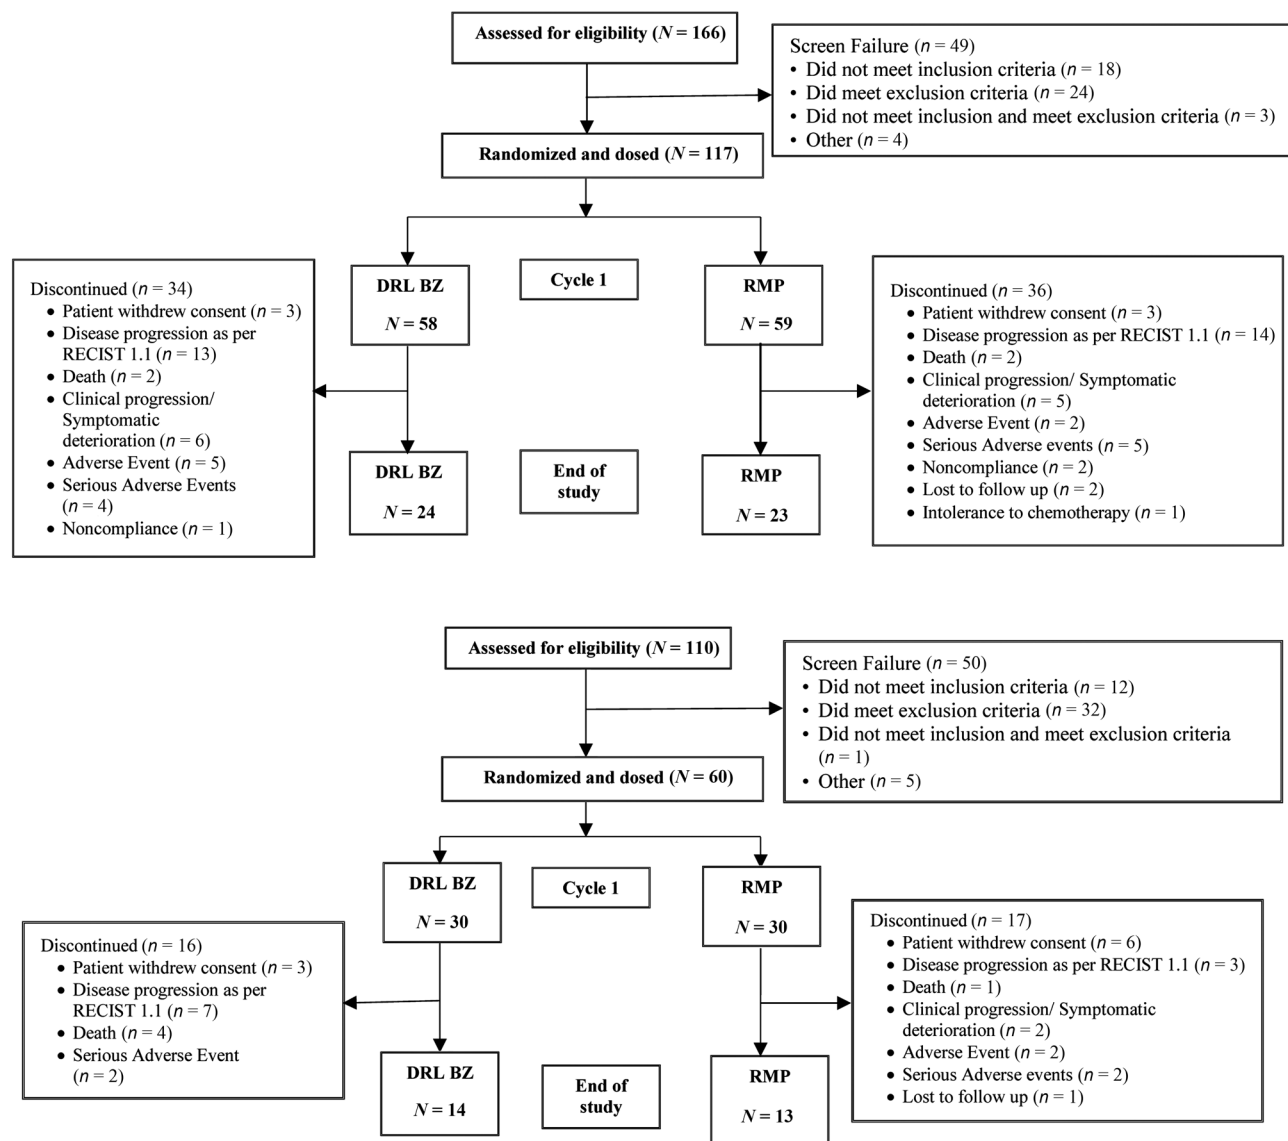 Assessed for eligibility (N = 166)
Screen Failure (n = 49)
• Did not meet inclusion criteria (n = 18)
• Did meet exclusion criteria (n = 24)
• Did not meet inclusion and meet exclusion criteria (n = 3)
• Other (n = 4)
Randomized and dosed (N = 117)
DRL BZ
N = 58
Cycle 1
RMP
N = 59
Discontinued (n = 34)
• Patient withdrew consent (n = 3)
• Disease progression as per
RECIST 1.1 (n = 13)
• Death (n = 2)
• Clinical progression/
Symptomatic
deterioration (n = 6)
• Adverse Event (n = 5)
• Serious Adverse Events
(n = 4)
• Noncompliance (n = 1)
Discontinued (n = 36)
• Patient withdrew consent (n = 3)
• Disease progression as per RECIST 1.1 (n = 14)
• Death (n = 2)
• Clinical progression/ Symptomatic
deterioration (n = 5)
• Adverse Event (n = 2)
• Serious Adverse events (n = 5)
• Noncompliance (n = 2)
• Lost to follow up (n = 2)
• Intolerance to chemotherapy (n = 1)
DRL BZ
N = 24
End of
study
RMP
N = 23
Assessed for eligibility (N = 110)
Screen Failure (n = 50)
• Did not meet inclusion criteria (n = 12)
• Did meet exclusion criteria (n = 32)
• Did not meet inclusion and meet exclusion criteria
(n = 1)
• Other (n = 5)
Randomized and dosed (N = 60)
DRL BZ
N = 30
Cycle 1
RMP
N = 30
Discontinued (n = 16)
• Patient withdrew consent (n = 3)
• Disease progression as per
RECIST 1.1 (n = 7)
• Death (n = 4)
• Serious Adverse Event
(n = 2)
Discontinued (n = 17)
• Patient withdrew consent (n = 6)
• Disease progression as per RECIST 1.1 (n = 3)
• Death (n = 1)
• Clinical progression/ Symptomatic
deterioration (n = 2)
• Adverse Event (n = 2)
• Serious Adverse events (n = 2)
• Lost to follow up (n = 1)
DRL BZ
N = 14
End of
study
RMP
N = 13